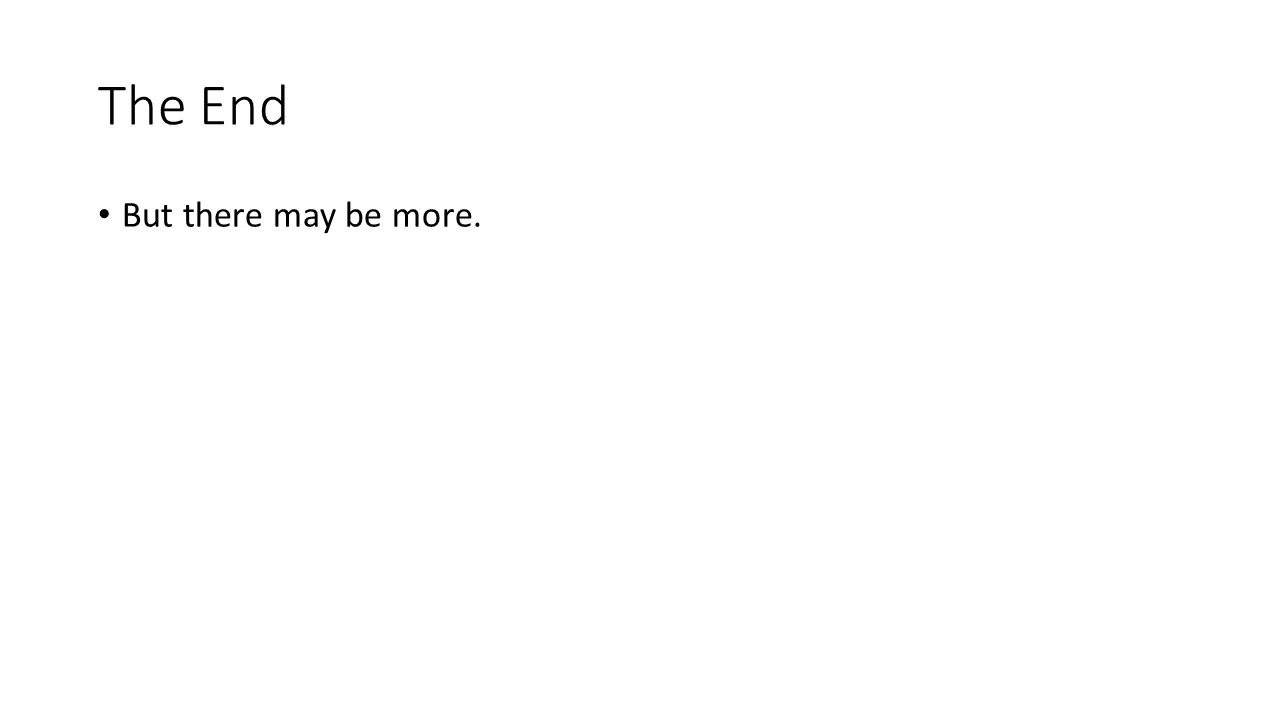 The End
• But there may be more.